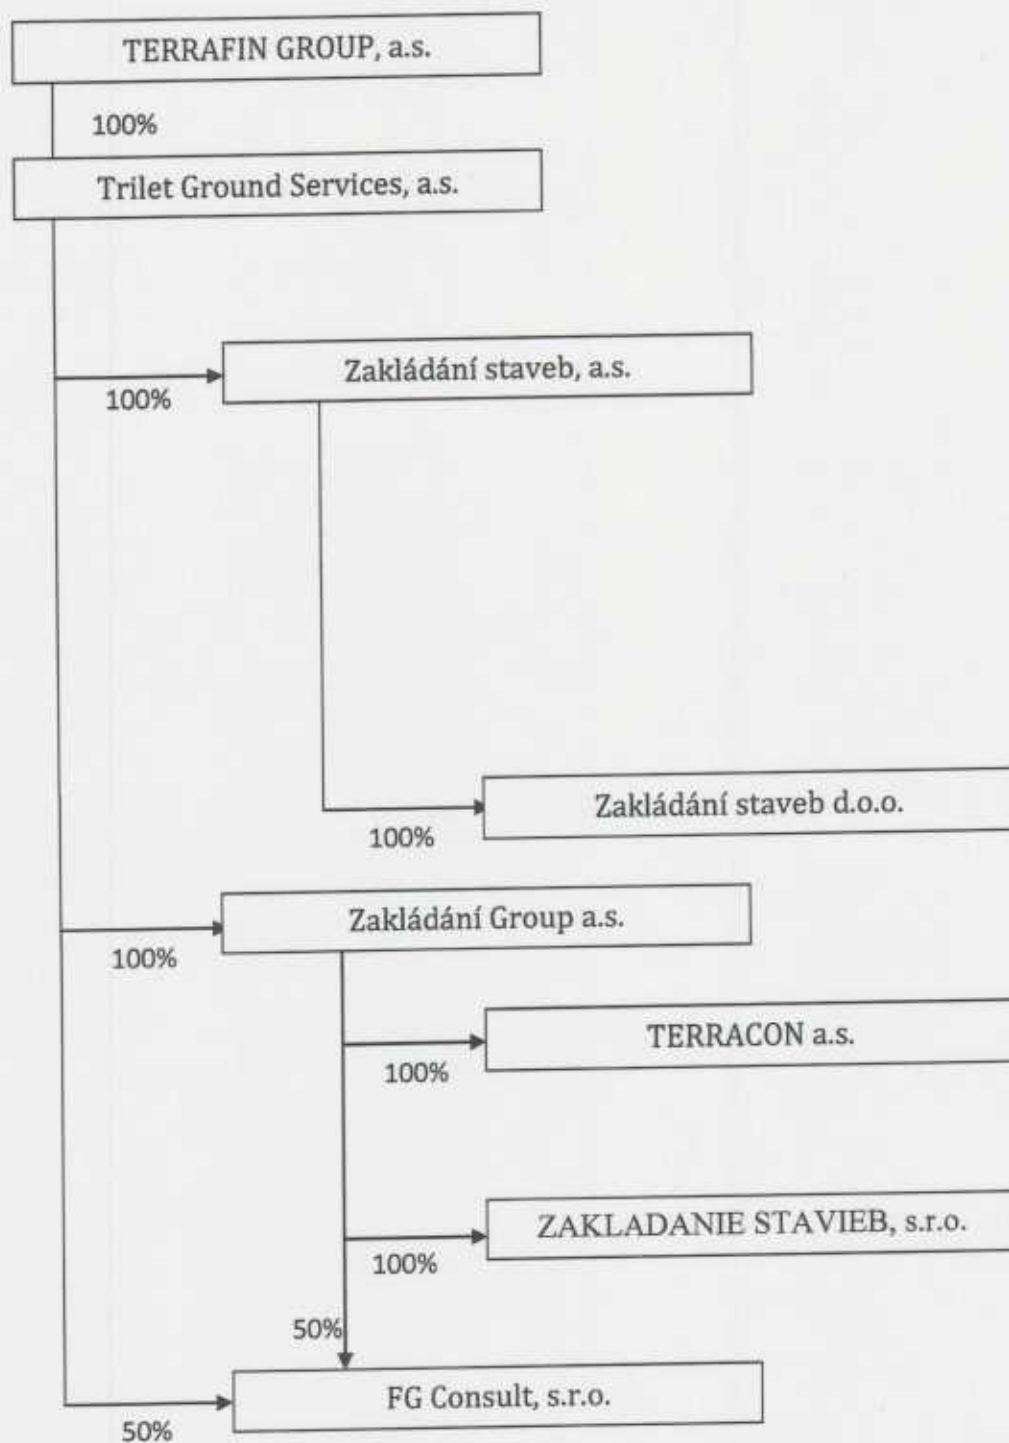 TERRAFIN GROUP, a.s.
100%
Trilet Ground Services, a.s.
Zakládání staveb, a.s.
100%
Zakládání staveb d.o.o.
100%
Zakládání Group a.s.
100%
TERRACON a.s.
100%
ZAKLADANIE STAVIEB, s.r.o.
100%
50%
FG Consult, s.r.o.
50%